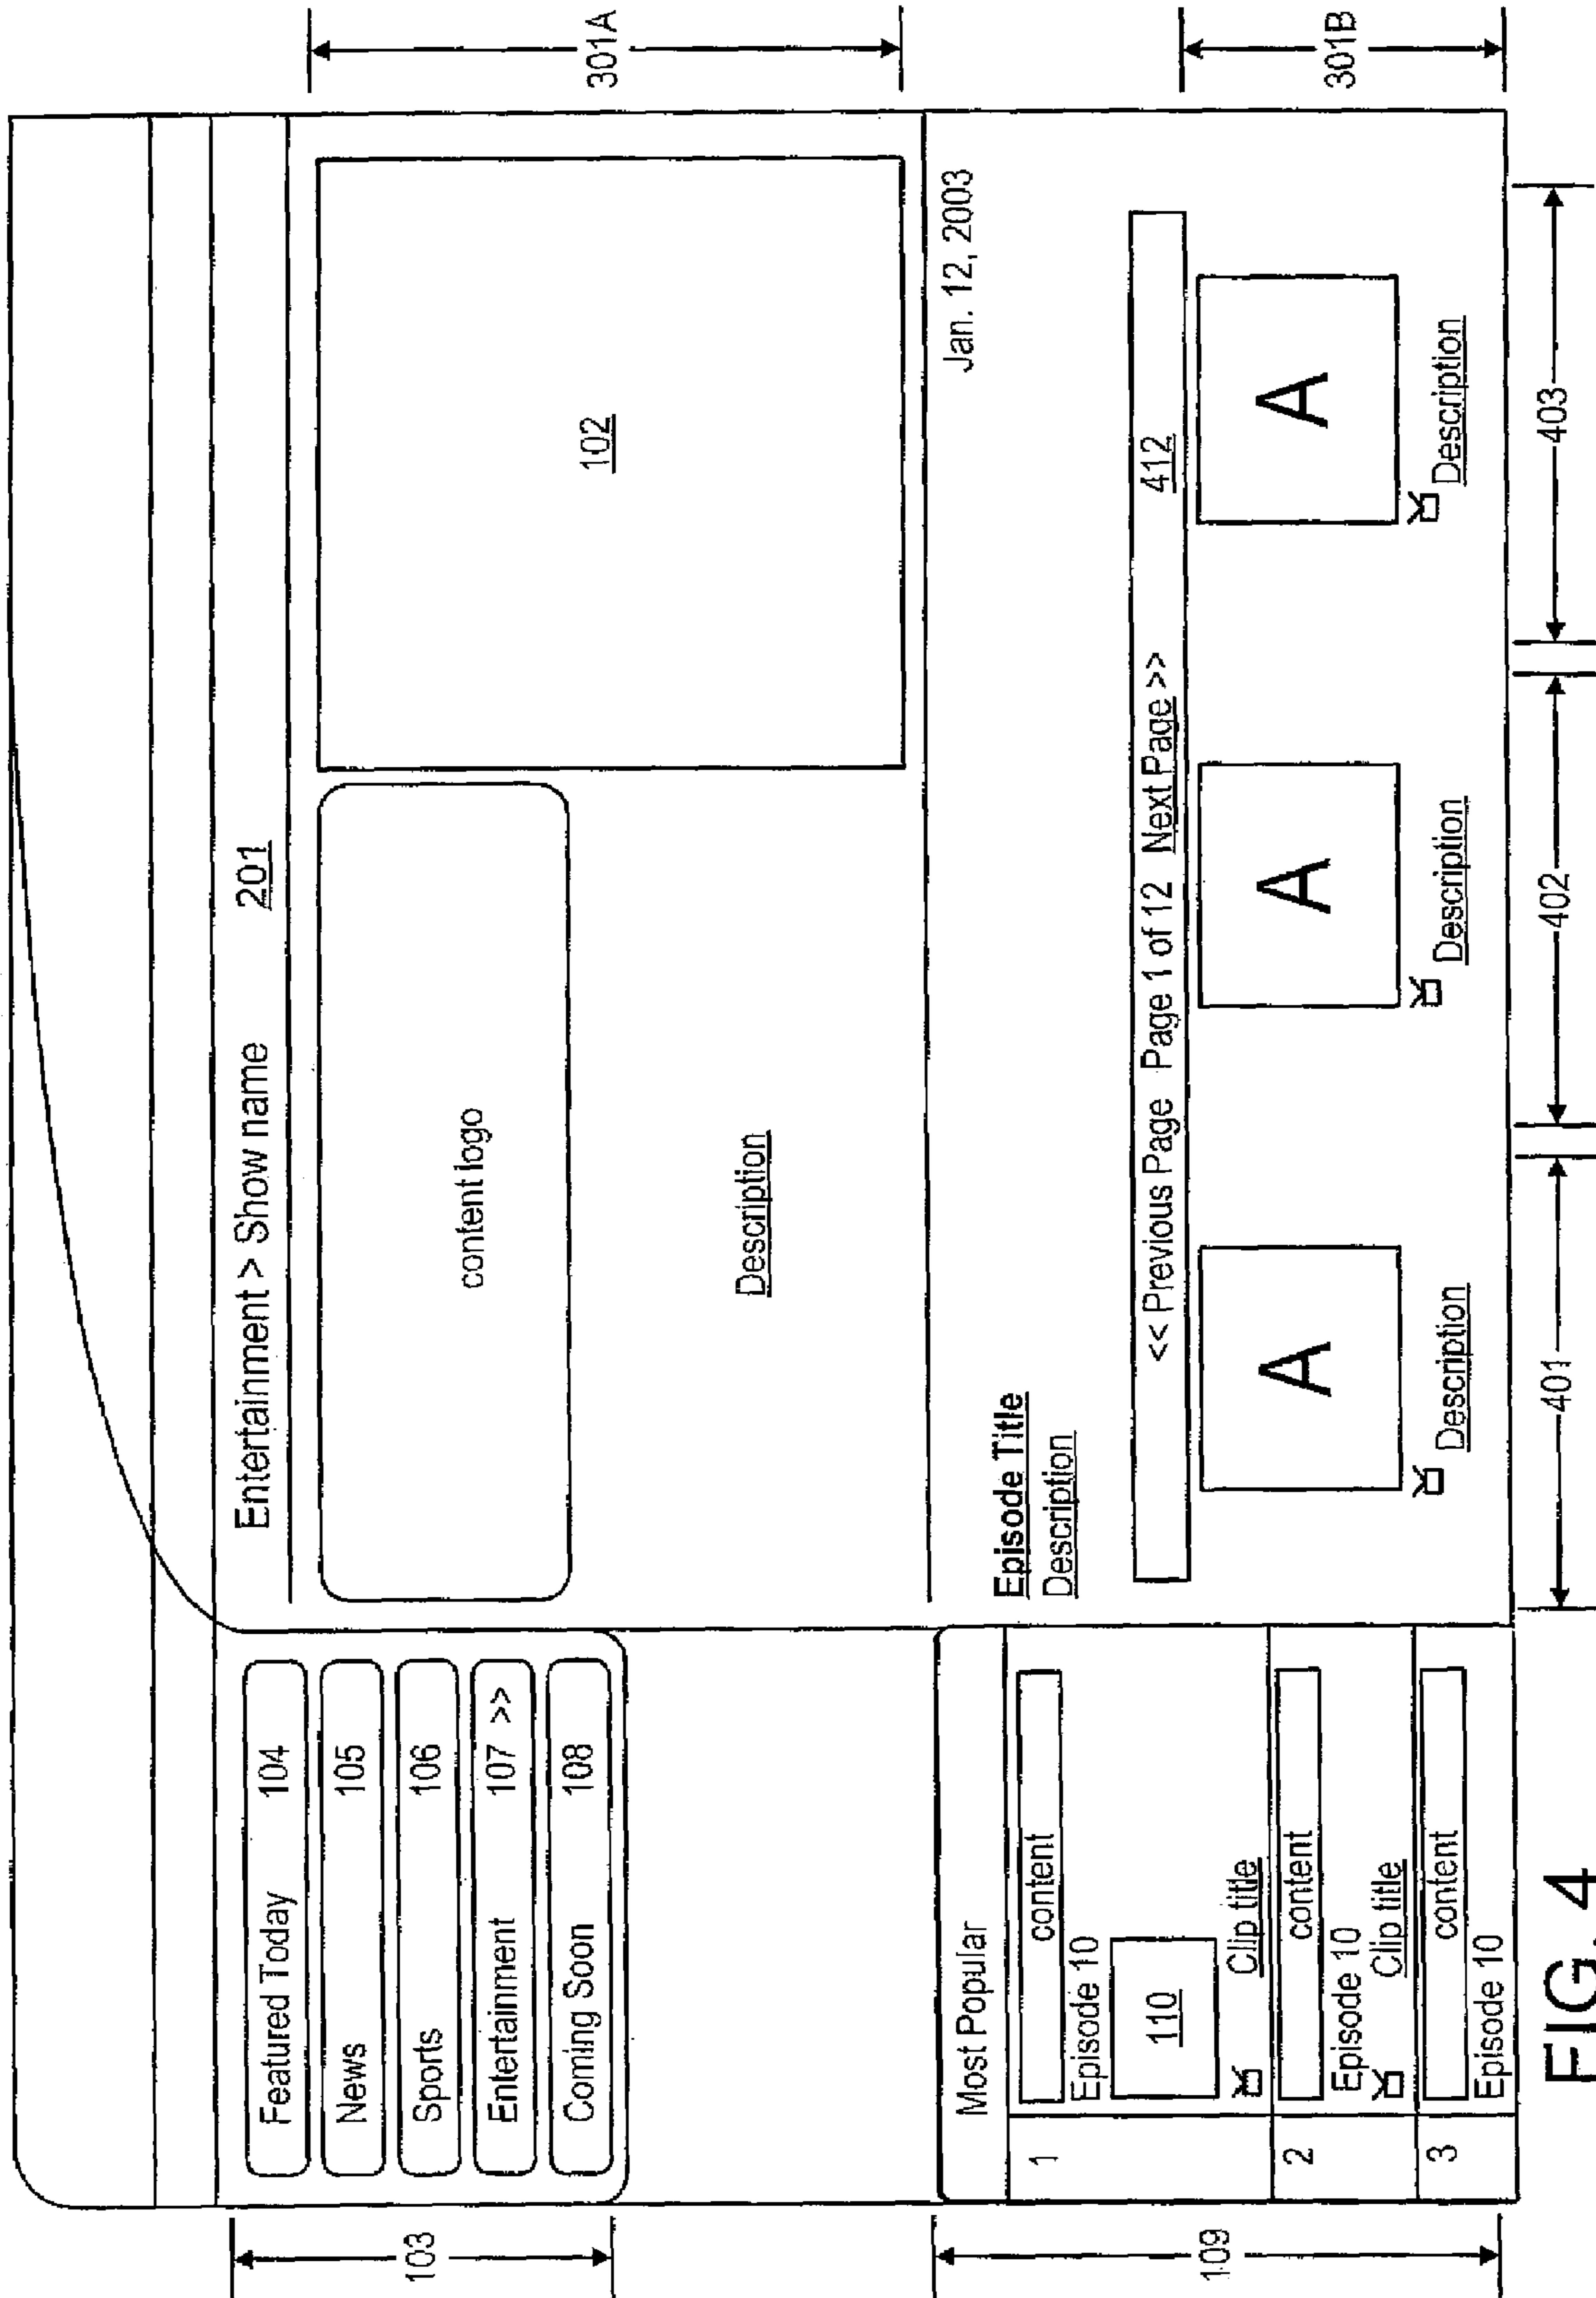 Entertainment > Show name 201
103
Featured Today 104
News 105
Sports 106
Entertainment 107 >>
Coming Soon 108
content logo
Description
102
301A
109
Most Popular
1
content
Episode 10
110
Clip title
2
content
Episode 10
Clip title
3
content
Episode 10
Episode Title
Jan. 12, 2003
Description
<< Previous Page Page 1 of 12 Next Page >> 412
A
A
A
Description
Description
Description
301B
401
402
403
FIG. 4